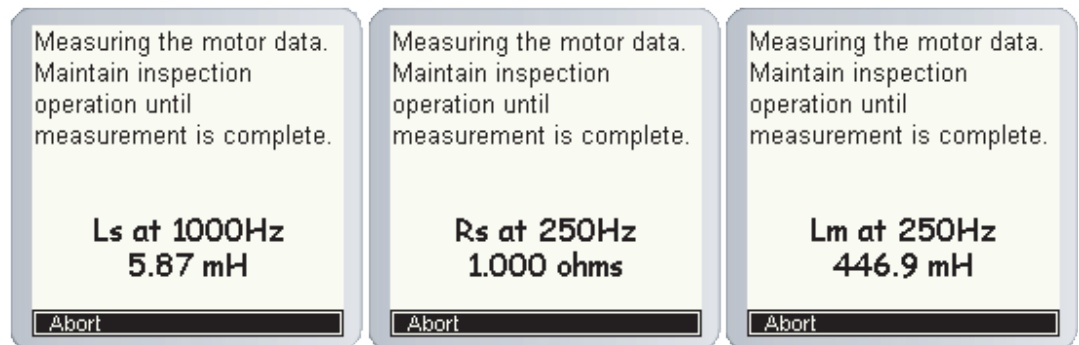 Measuring the motor data.
Maintain inspection
operation until
measurement is complete.
Ls at 1000Hz
5.87 mH
Abort
Measuring the motor data.
Maintain inspection
operation until
measurement is complete.
Rs at 250Hz
1.000 ohms
Abort
Measuring the motor data.
Maintain inspection
operation until
measurement is complete.
Lm at 250Hz
446.9 mH
Abort